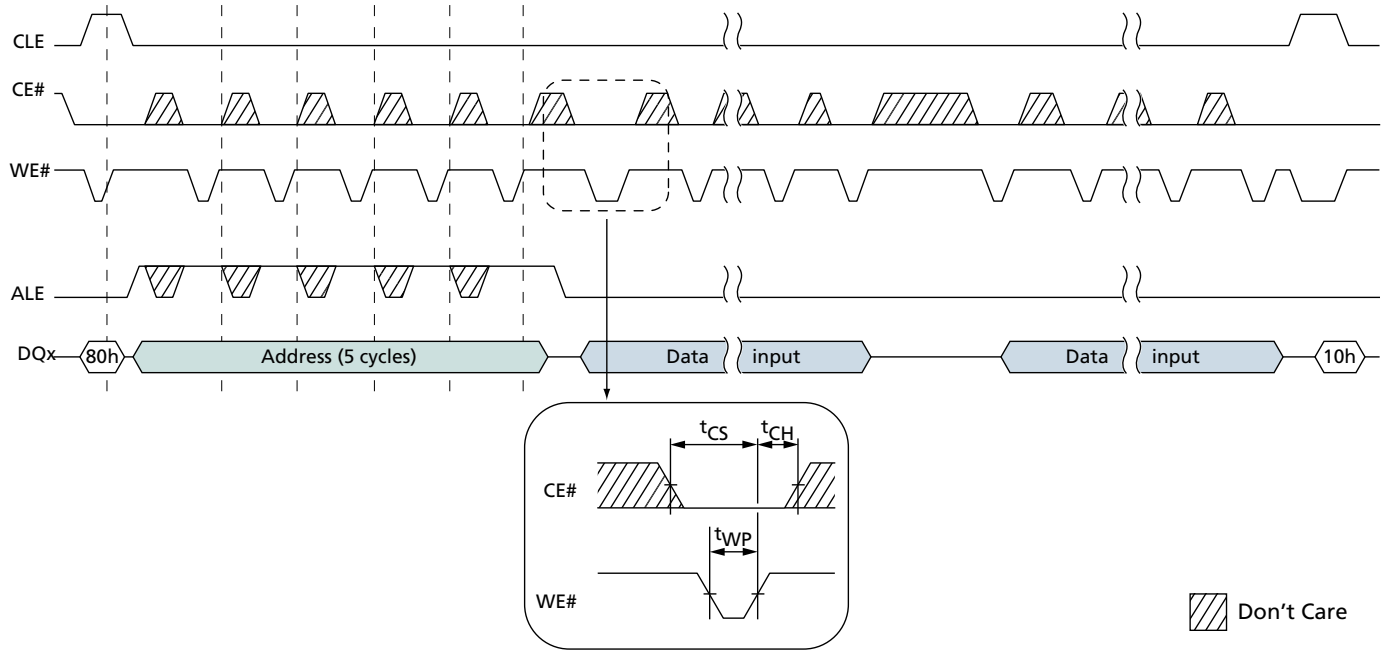 CLE
CE#
WE#
ALE
DQx
80h
Address (5 cycles)
Data input
Data input
10h
tCS
tCH
CE#
tWP
WE#
Don't Care